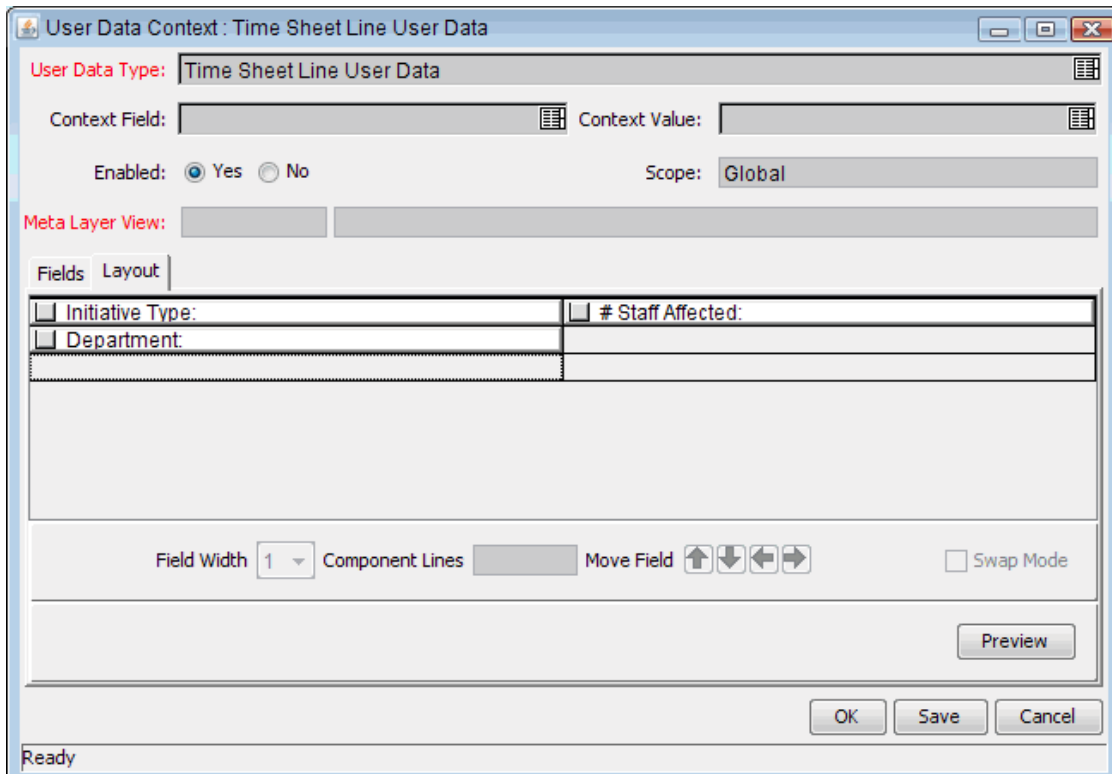 User Data Context : Time Sheet Line User Data
User Data Type: Time Sheet Line User Data
Context Field: Context Value:
Enabled: Yes No Scope: Global
Meta Layer View:
Fields Layout
Initiative Type: # Staff Affected:
Department:
Field Width 1 Component Lines Move Field Swap Mode
Preview
OK Save Cancel
Ready